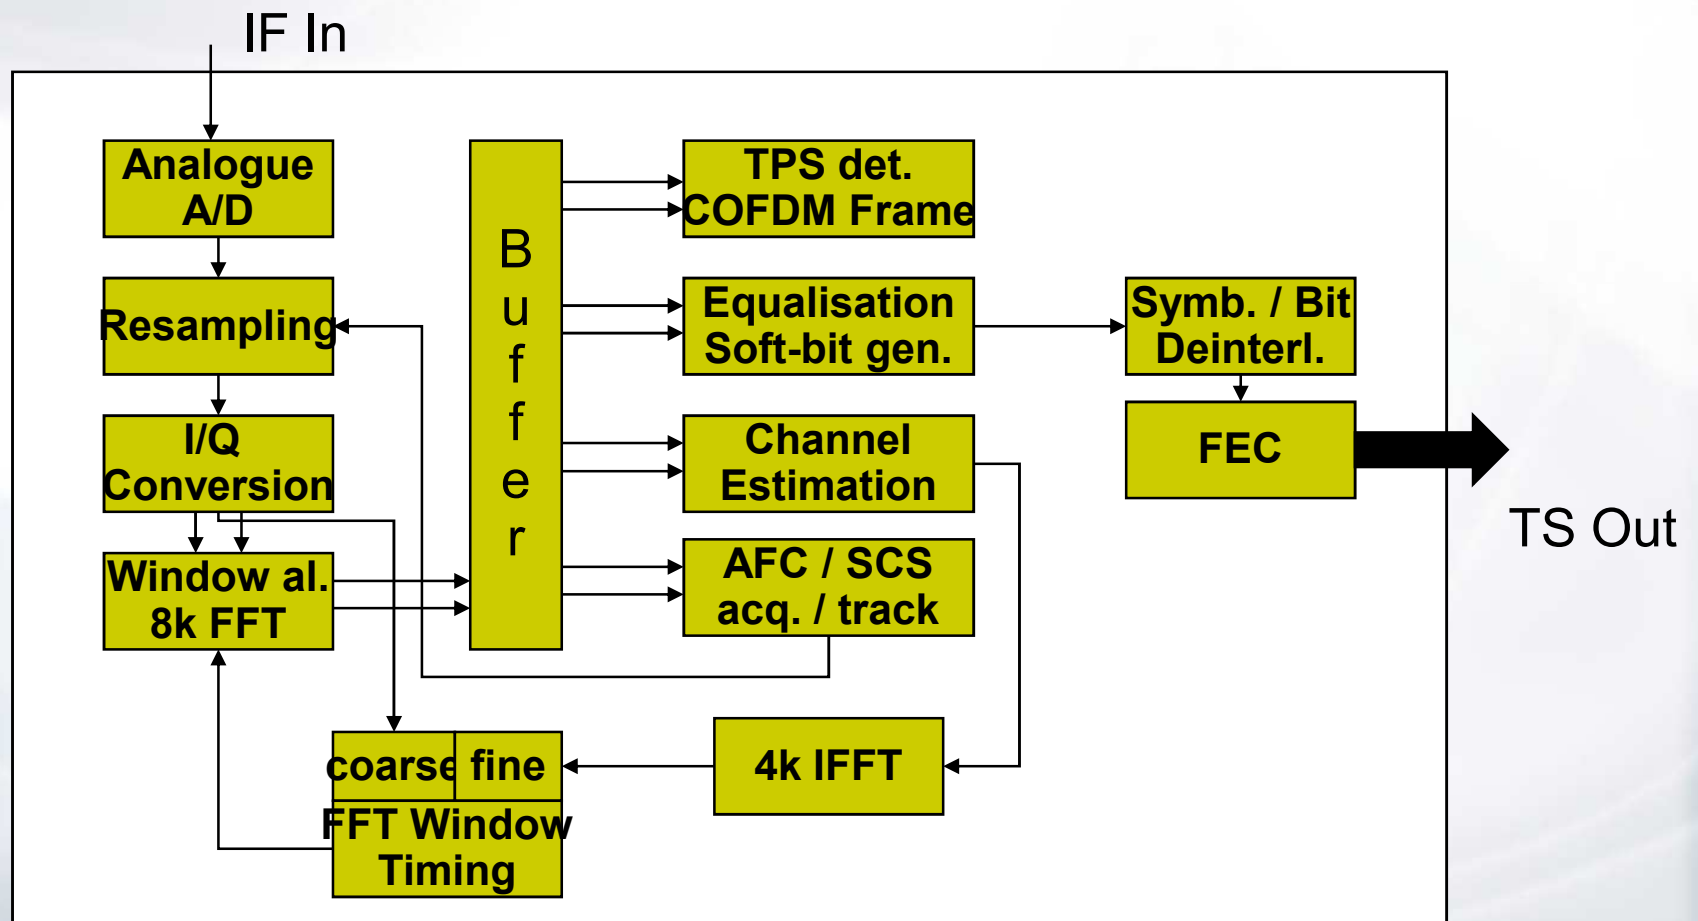 IF In
Analogue
A/D
Resampling
I/Q
Conversion
Window al.
8k FFT
B
u
f
f
e
r
TPS det.
COFDM Frame
Equalisation
Soft-bit gen.
Channel
Estimation
AFC / SCS
acq. / track
Symb. / Bit
Deinterl.
FEC
TS Out
coarse
fine
FFT Window
Timing
4k IFFT